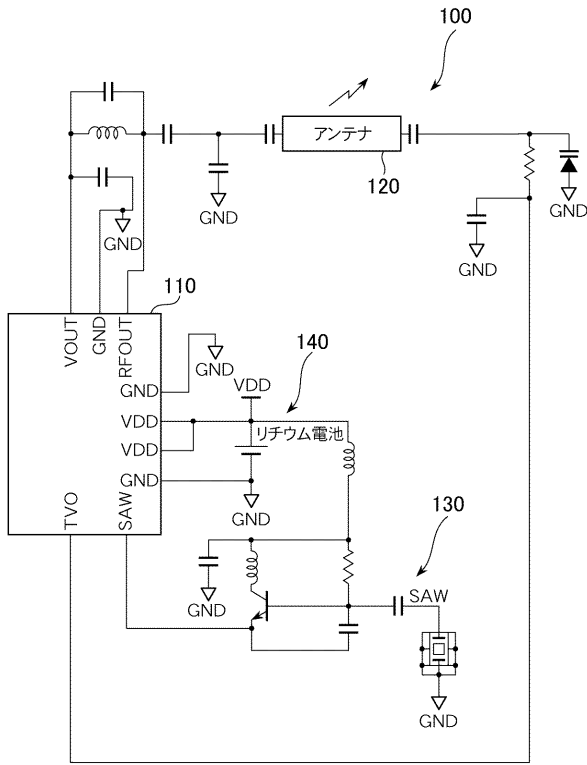 100
アンテナ
120
GND
GND
GND
GND
110
VOUT
GND
RFOUT
GND
VDD
VDD
GND
TVO
SAW
GND
140
VDD
リチウム電池
GND
130
SAW
GND
GND